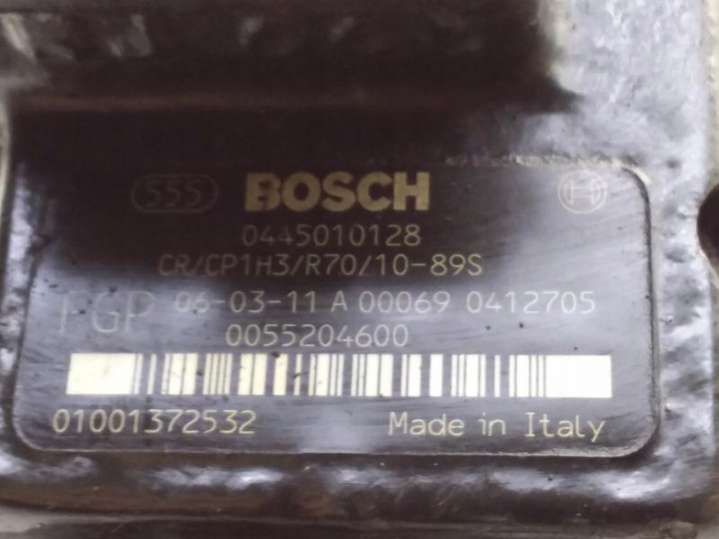 555 BOSCH
0445010128
CR/CP1H3/R70/10-89S
FGP 06-03-11 A 00069 0412705
0055204600
01001372532 Made in Italy